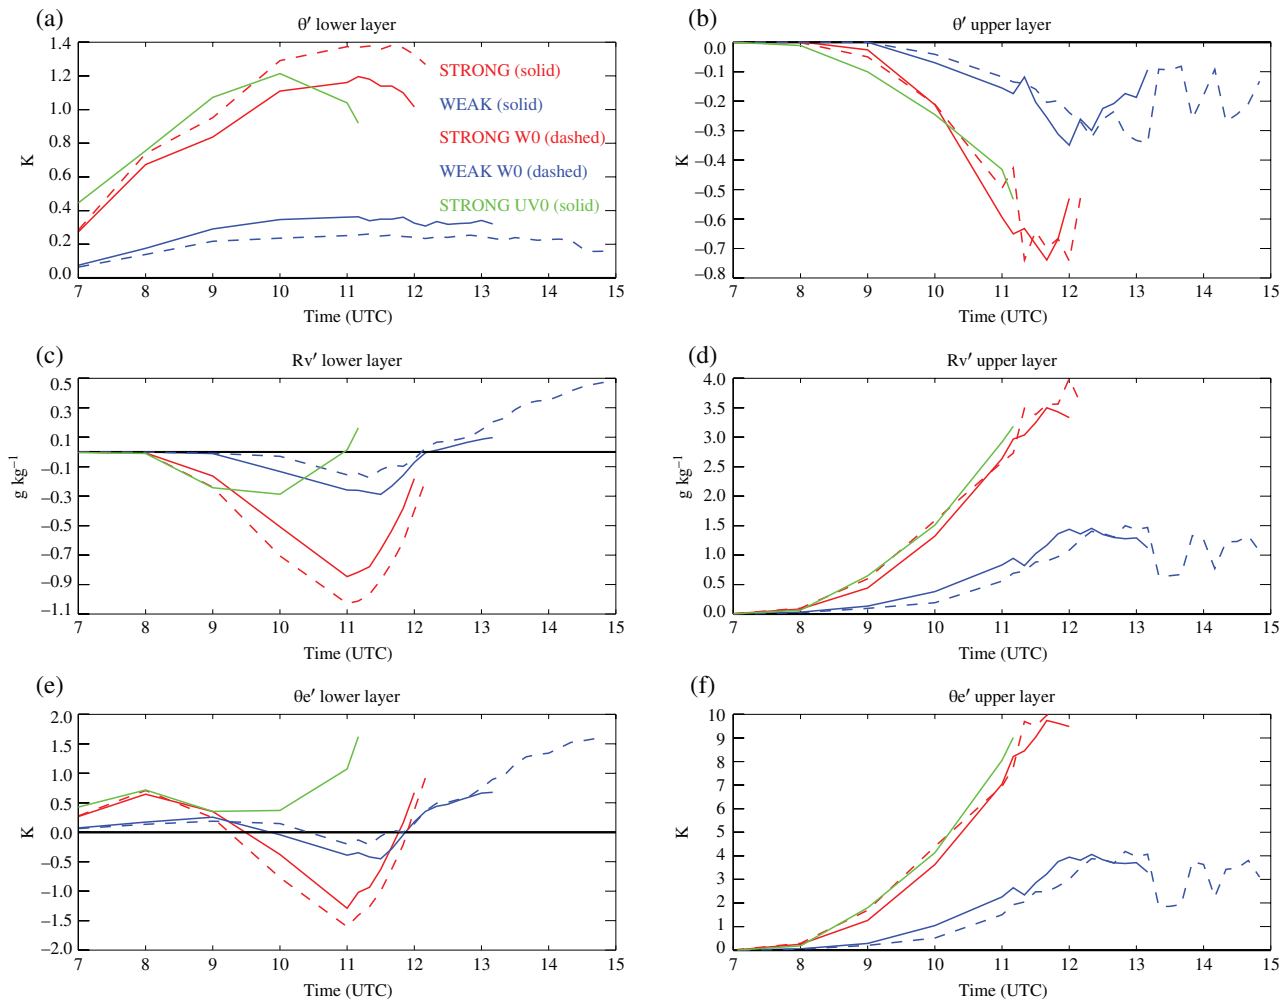 (a)
θ′ lower layer
1.4
1.2
1.0
0.8
0.6
0.4
0.2
0.0
K
STRONG (solid)
WEAK (solid)
STRONG W0 (dashed)
WEAK W0 (dashed)
STRONG UV0 (solid)
7 8 9 10 11 12 13 14 15
Time (UTC)
(b)
θ′ upper layer
0.0
−0.1
−0.2
−0.3
−0.4
−0.5
−0.6
−0.7
−0.8
K
7 8 9 10 11 12 13 14 15
Time (UTC)
(c)
Rv′ lower layer
0.5
0.3
0.1
−0.1
−0.3
−0.5
−0.7
−0.9
−1.1
g kg⁻¹
7 8 9 10 11 12 13 14 15
Time (UTC)
(d)
Rv′ upper layer
4.0
3.5
3.0
2.5
2.0
1.5
1.0
0.5
0.0
g kg⁻¹
7 8 9 10 11 12 13 14 15
Time (UTC)
(e)
θe′ lower layer
2.0
1.5
1.0
0.5
0.0
−0.5
−1.0
−1.5
−2.0
K
7 8 9 10 11 12 13 14 15
Time (UTC)
(f)
θe′ upper layer
10
9
8
7
6
5
4
3
2
1
0
K
7 8 9 10 11 12 13 14 15
Time (UTC)